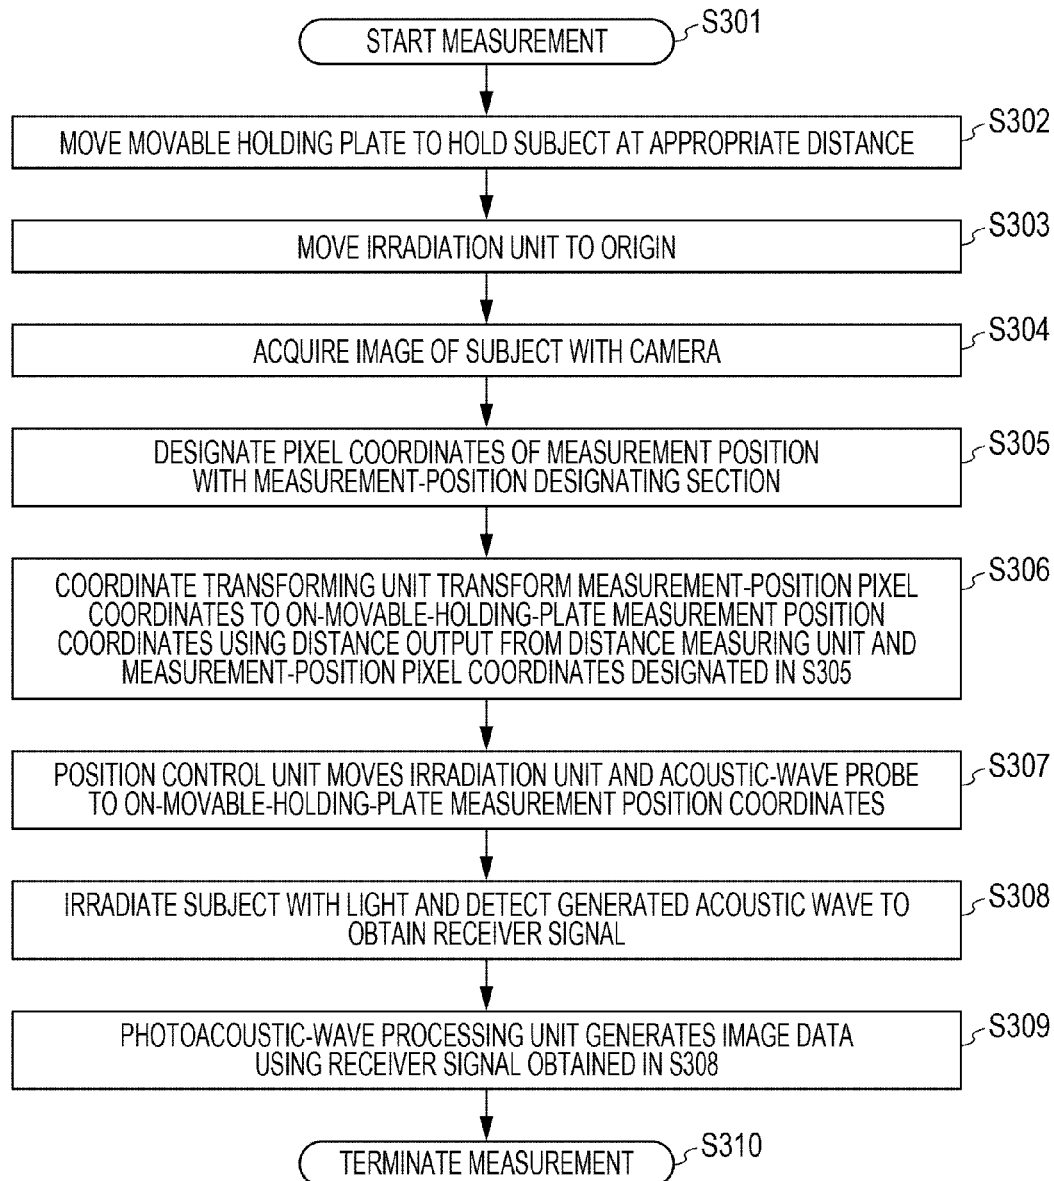 START MEASUREMENT
S301
MOVE MOVABLE HOLDING PLATE TO HOLD SUBJECT AT APPROPRIATE DISTANCE
S302
MOVE IRRADIATION UNIT TO ORIGIN
S303
ACQUIRE IMAGE OF SUBJECT WITH CAMERA
S304
DESIGNATE PIXEL COORDINATES OF MEASUREMENT POSITION
WITH MEASUREMENT-POSITION DESIGNATING SECTION
S305
COORDINATE TRANSFORMING UNIT TRANSFORM MEASUREMENT-POSITION PIXEL
COORDINATES TO ON-MOVABLE-HOLDING-PLATE MEASUREMENT POSITION
COORDINATES USING DISTANCE OUTPUT FROM DISTANCE MEASURING UNIT AND
MEASUREMENT-POSITION PIXEL COORDINATES DESIGNATED IN S305
S306
POSITION CONTROL UNIT MOVES IRRADIATION UNIT AND ACOUSTIC-WAVE PROBE
TO ON-MOVABLE-HOLDING-PLATE MEASUREMENT POSITION COORDINATES
S307
IRRADIATE SUBJECT WITH LIGHT AND DETECT GENERATED ACOUSTIC WAVE TO
OBTAIN RECEIVER SIGNAL
S308
PHOTOACOUSTIC-WAVE PROCESSING UNIT GENERATES IMAGE DATA
USING RECEIVER SIGNAL OBTAINED IN S308
S309
TERMINATE MEASUREMENT
S310